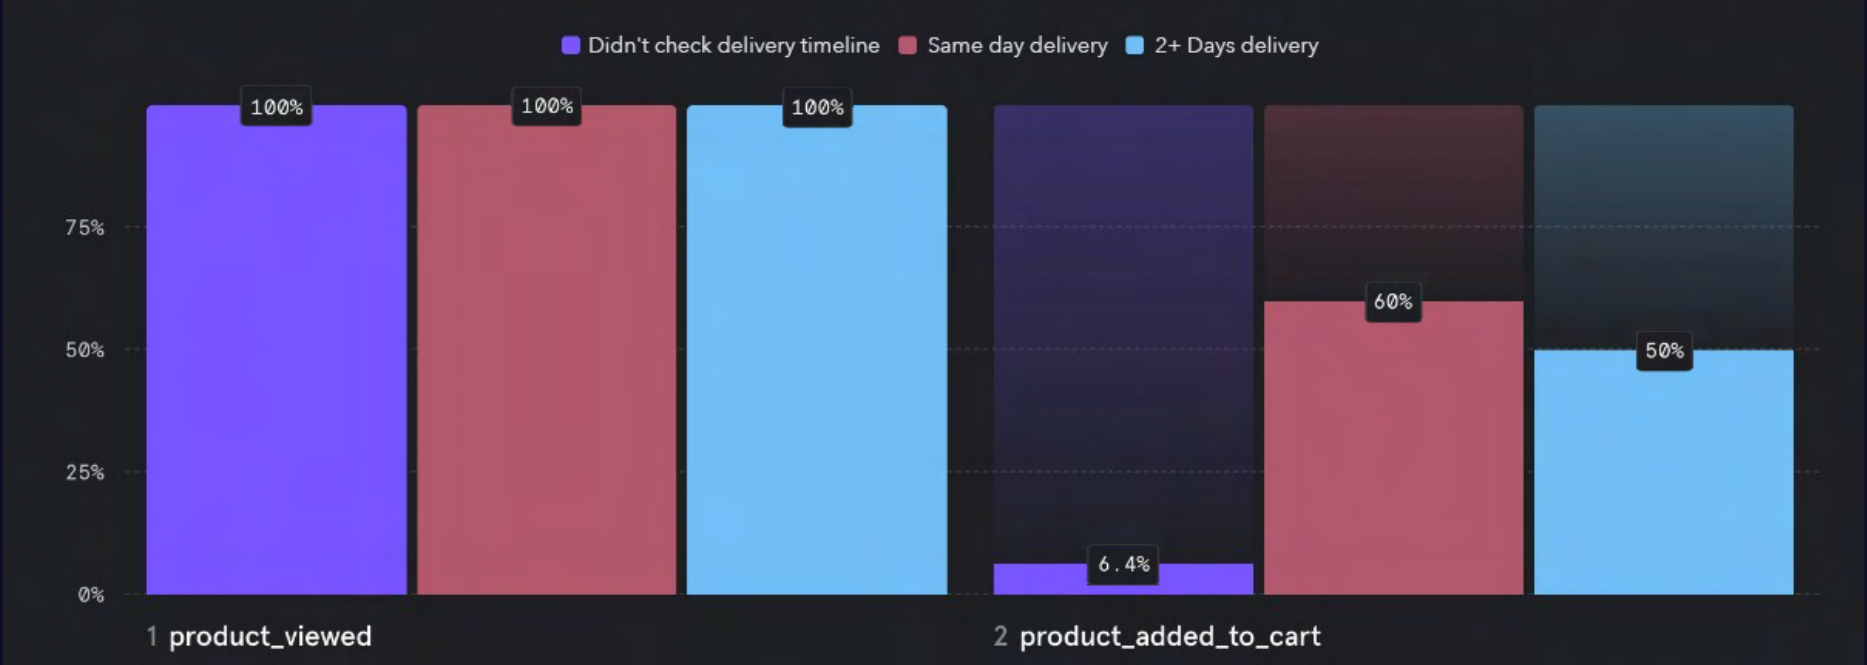 Didn't check delivery timeline Same day delivery 2+ Days delivery
100% 100% 100%
75%
60%
50% 50%
25%
6.4%
0%
1 product_viewed 2 product_added_to_cart